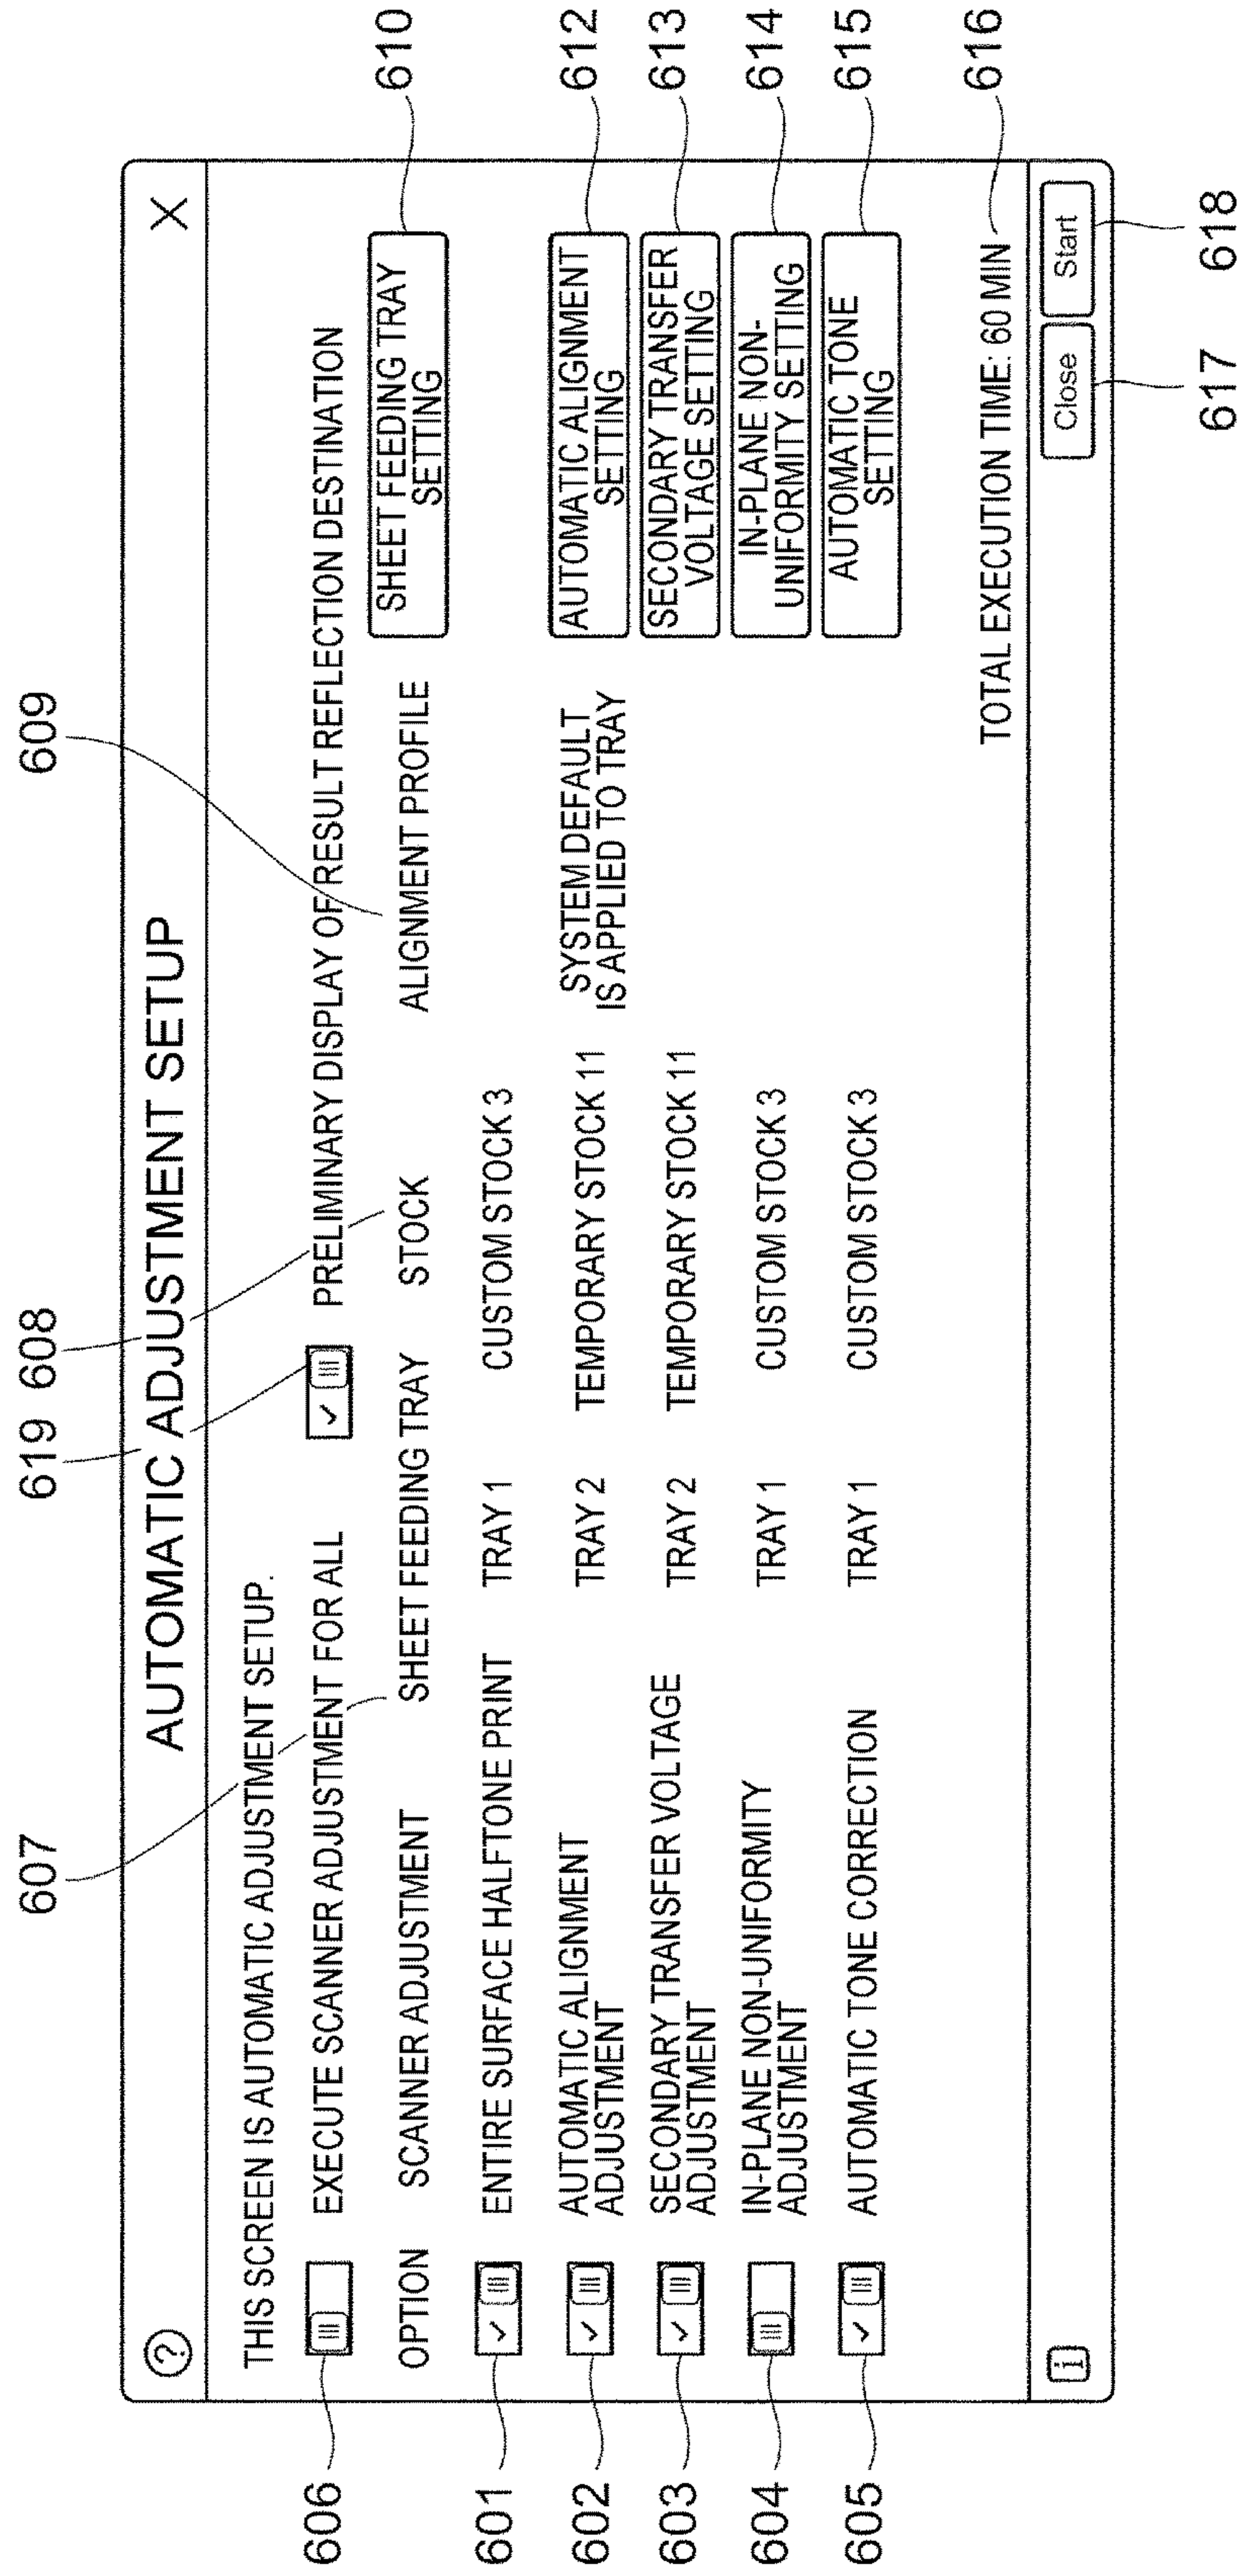 619 608
607
609
AUTOMATIC ADJUSTMENT SETUP
?
X
THIS SCREEN IS AUTOMATIC ADJUSTMENT SETUP.
606
EXECUTE SCANNER ADJUSTMENT FOR ALL
✓ PRELIMINARY DISPLAY OF RESULT REFLECTION DESTINATION
OPTION SCANNER ADJUSTMENT SHEET FEEDING TRAY STOCK ALIGNMENT PROFILE
SHEET FEEDING TRAY
SETTING
610
601 ✓ ENTIRE SURFACE HALFTONE PRINT TRAY 1 CUSTOM STOCK 3
602 ✓ AUTOMATIC ALIGNMENT
ADJUSTMENT
TRAY 2 TEMPORARY STOCK 11
SYSTEM DEFAULT
IS APPLIED TO TRAY
AUTOMATIC ALIGNMENT
SETTING
612
603 ✓ SECONDARY TRANSFER VOLTAGE
ADJUSTMENT
TRAY 2 TEMPORARY STOCK 11
SECONDARY TRANSFER
VOLTAGE SETTING
613
604 IN-PLANE NON-UNIFORMITY
ADJUSTMENT
TRAY 1 CUSTOM STOCK 3
IN-PLANE NON-
UNIFORMITY SETTING
614
605 ✓ AUTOMATIC TONE CORRECTION TRAY 1 CUSTOM STOCK 3
AUTOMATIC TONE
SETTING
615
TOTAL EXECUTION TIME: 60 MIN
616
i
Close Start
617 618